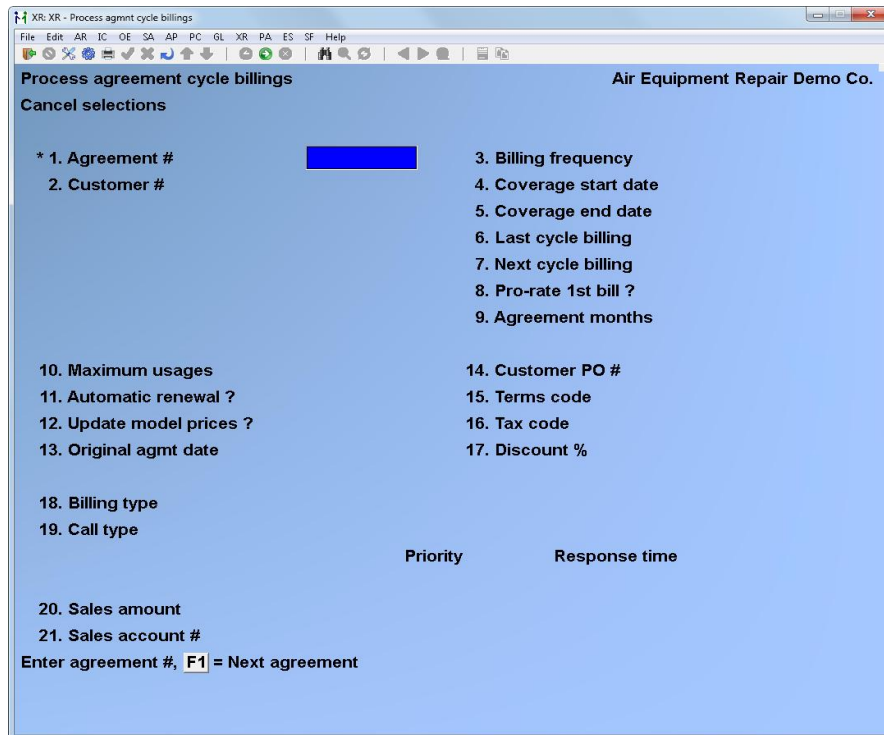 XR: XR - Process agmnt cycle billings
File Edit AR IC OE SA AP PC GL XR PA ES SF Help
Process agreement cycle billings Air Equipment Repair Demo Co.
Cancel selections
* 1. Agreement # 3. Billing frequency
2. Customer # 4. Coverage start date
5. Coverage end date
6. Last cycle billing
7. Next cycle billing
8. Pro-rate 1st bill ?
9. Agreement months
10. Maximum usages 14. Customer PO #
11. Automatic renewal ? 15. Terms code
12. Update model prices ? 16. Tax code
13. Original agmt date 17. Discount %
18. Billing type
19. Call type
Priority Response time
20. Sales amount
21. Sales account #
Enter agreement #, F1 = Next agreement